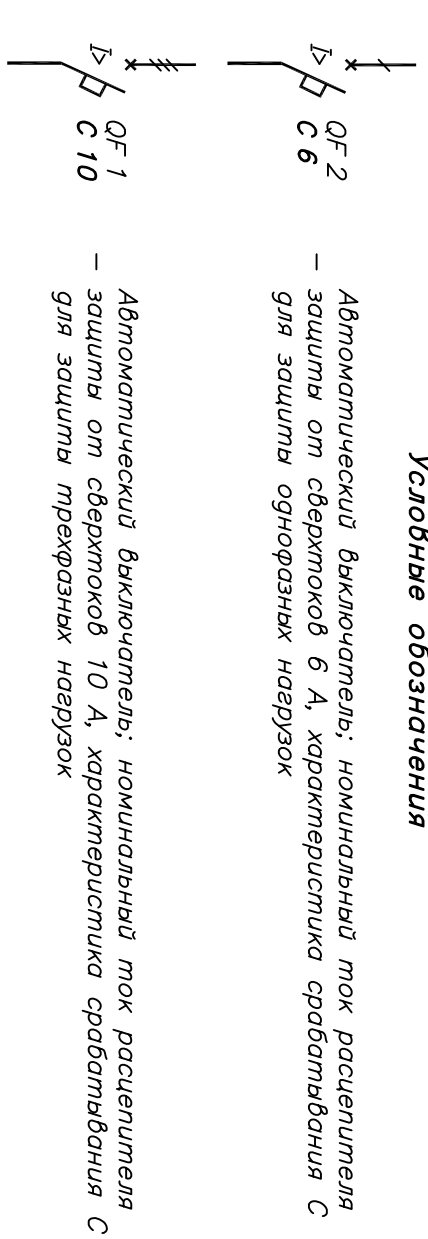 Условные обозначения
I>
QF 2
C 6
Автоматический выключатель; номинальный ток расцепителя
– защиты от сверхтоков 6 А, характеристика срабатывания С
для защиты однофазных нагрузок
I>
QF 1
C 10
Автоматический выключатель; номинальный ток расцепителя
– защиты от сверхтоков 10 А, характеристика срабатывания С
для защиты трехфазных нагрузок